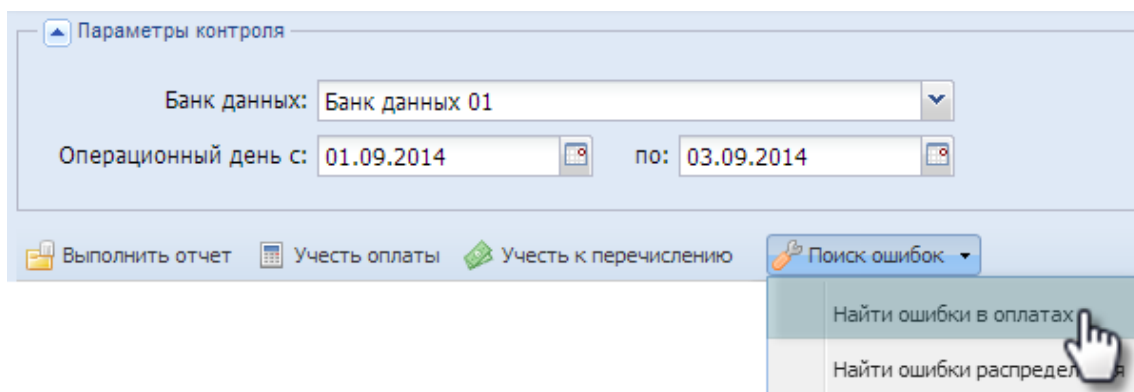 Параметры контроля
Банк данных: Банк данных 01
Операционный день с: 01.09.2014 по: 03.09.2014
Выполнить отчет Учесть оплаты Учесть к перечислению Поиск ошибок
Найти ошибки в оплатах
Найти ошибки